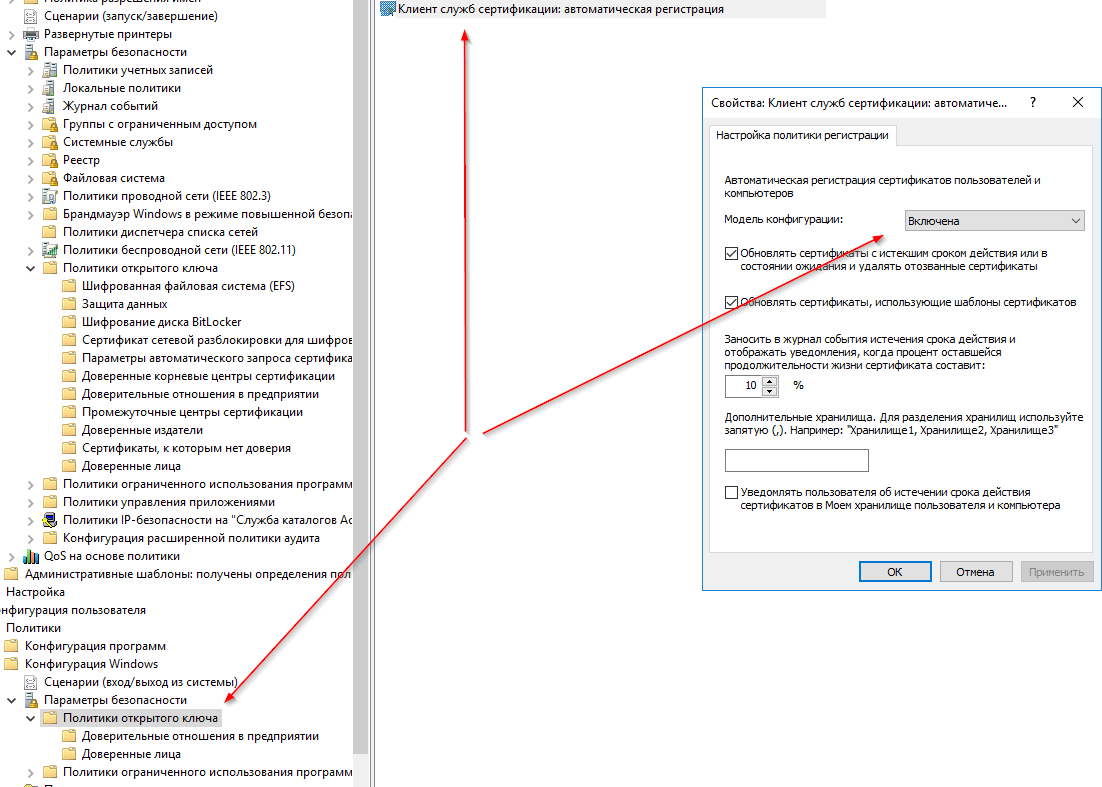 Политика разрешения имен
Сценарии (запуск/завершение)
Развернутые принтеры
Параметры безопасности
Политики учетных записей
Локальные политики
Журнал событий
Группы с ограниченным доступом
Системные службы
Реестр
Файловая система
Политики проводной сети (IEEE 802.3)
Брандмауэр Windows в режиме повышенной безопа
Политики диспетчера списка сетей
Политики беспроводной сети (IEEE 802.11)
Политики открытого ключа
Шифрованная файловая система (EFS)
Защита данных
Шифрование диска BitLocker
Сертификат сетевой разблокировки для шифров
Параметры автоматического запроса сертифика
Доверенные корневые центры сертификации
Доверительные отношения в предприятии
Промежуточные центры сертификации
Доверенные издатели
Сертификаты, к которым нет доверия
Доверенные лица
Политики ограниченного использования программ
Политики управления приложениями
Политики IP-безопасности на "Служба каталогов Ac
Конфигурация расширенной политики аудита
QoS на основе политики
Административные шаблоны: получены определения пол
Настройка
онфигурация пользователя
Политики
Конфигурация программ
Конфигурация Windows
Сценарии (вход/выход из системы)
Параметры безопасности
Политики открытого ключа
Доверительные отношения в предприятии
Доверенные лица
Политики ограниченного использования программ
Клиент служб сертификации: автоматическая регистрация
Свойства: Клиент служб сертификации: автоматиче... ?
Настройка политики регистрации
Автоматическая регистрация сертификатов пользователей и
компьютеров
Модель конфигурации: Включена
Обновлять сертификаты с истекшим сроком действия или в
состоянии ожидания и удалять отозванные сертификаты
Обновлять сертификаты, использующие шаблоны сертификатов
Заносить в журнал события истечения срока действия и
отображать уведомления, когда процент оставшейся
продолжительности жизни сертификата составит:
10 %
Дополнительные хранилища. Для разделения хранилищ используйте
запятую (,). Например: "Хранилище1, Хранилище2, Хранилище3"
Уведомлять пользователя об истечении срока действия
сертификатов в Моем хранилище пользователя и компьютера
ОК Отмена Применить